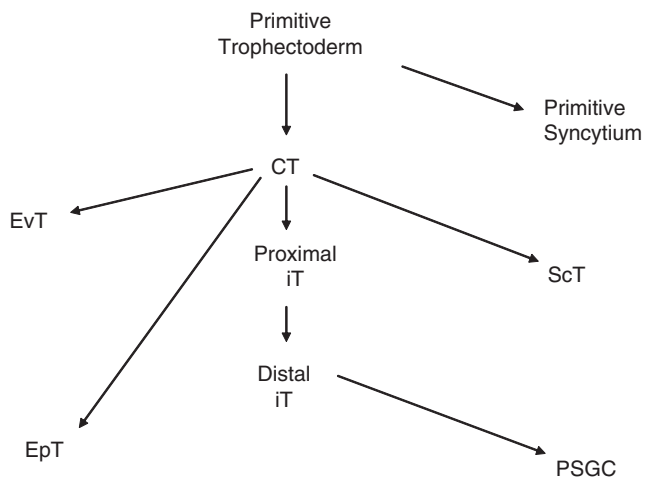 Primitive
Trophectoderm
Primitive
Syncytium
CT
EvT
Proximal
iT
ScT
Distal
iT
EpT
PSGC